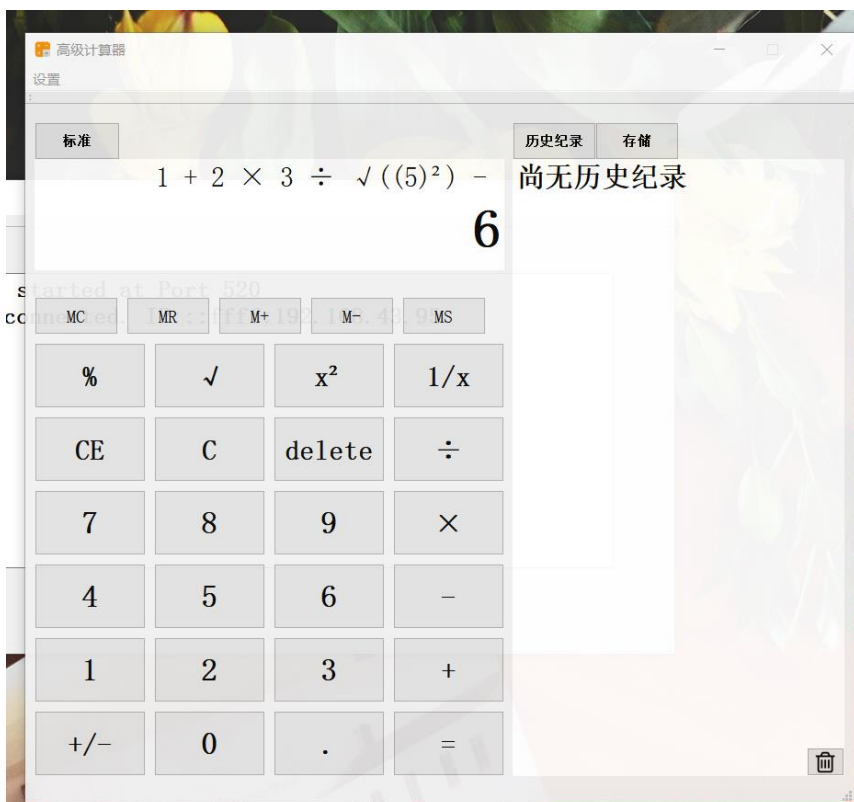 高级计算器
设置
标准
历史纪录 存储
1 + 2 × 3 ÷ √((5)²) -
6
尚无历史纪录
started at Port 520
MC MR M+ M- MS
% √ x² 1/x
CE C delete ÷
7 8 9 ×
4 5 6 -
1 2 3 +
+/- 0 . =